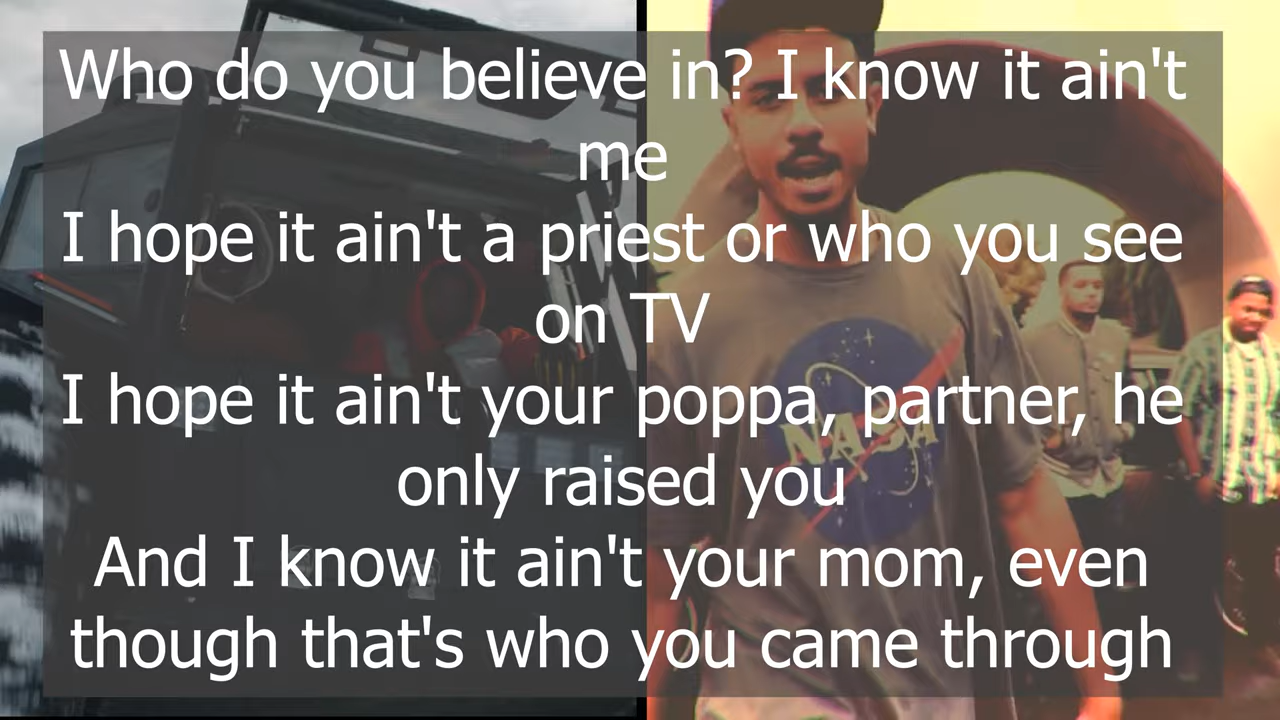 Who do you believe in? I know it ain't
me
I hope it ain't a priest or who you see
on TV
I hope it ain't your poppa, partner, he
only raised you
And I know it ain't your mom, even
though that's who you came through
NASA